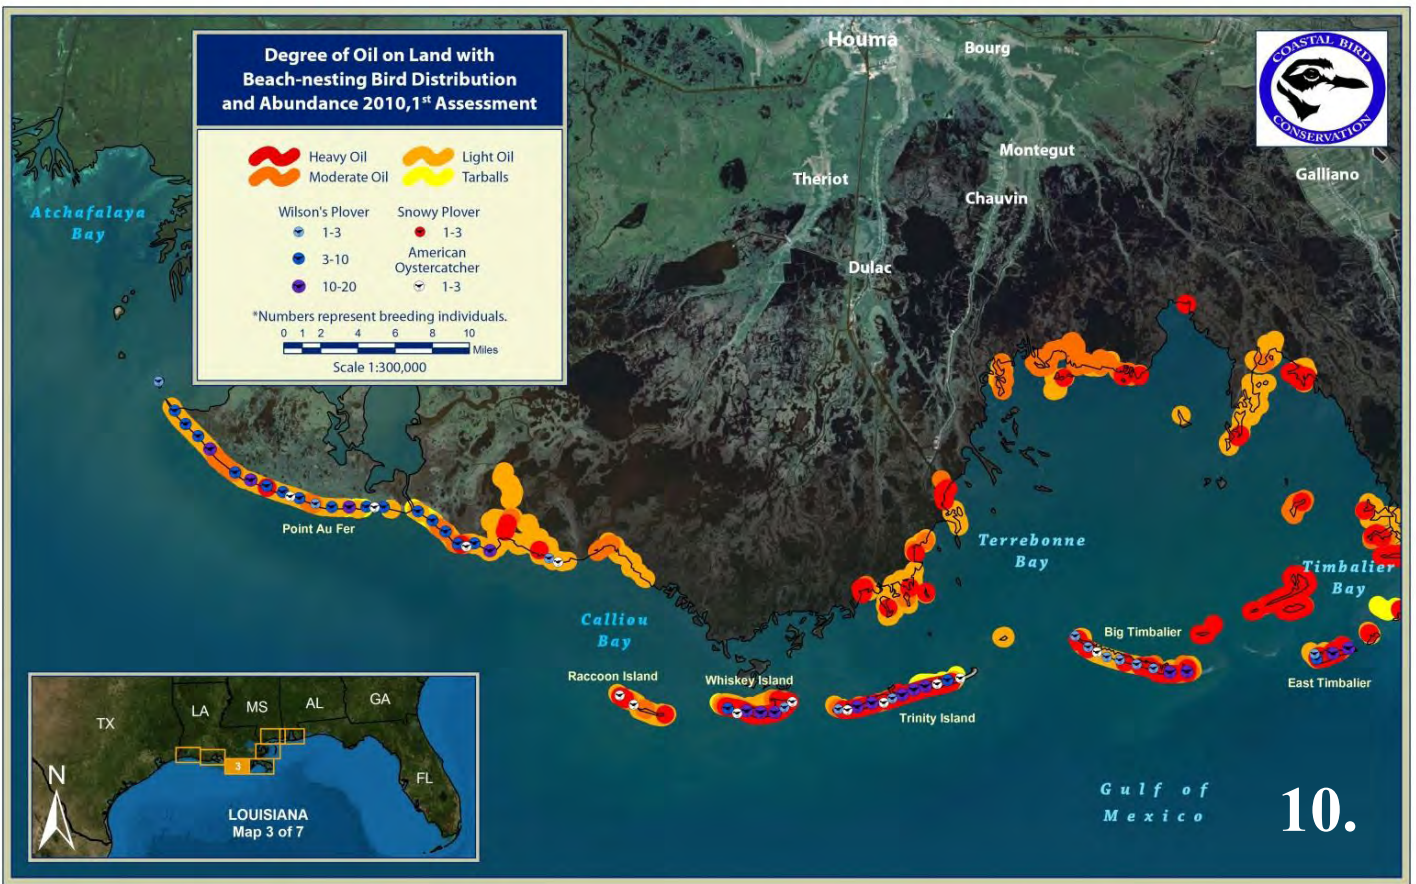 Degree of Oil on Land with
Beach-nesting Bird Distribution
and Abundance 2010,1st Assessment
Heavy Oil
Light Oil
Moderate Oil
Tarballs
Wilson's Plover
Snowy Plover
1-3
1-3
3-10
American
Oystercatcher
10-20
1-3
*Numbers represent breeding individuals.
0 1 2 4 6 8 10
Miles
Scale 1:300,000
COASTAL BIRD
CONSERVATION
Houma
Bourg
Montegut
Galliano
Theriot
Chauvin
Atchafalaya
Bay
Dulac
Point Au Fer
Terrebonne
Bay
Timbalier
Bay
Calliou
Bay
Big Timbalier
Raccoon Island
Whiskey Island
East Timbalier
Trinity Island
Gulf of
Mexico
10.
TX
LA
MS
AL
GA
FL
3
N
LOUISIANA
Map 3 of 7